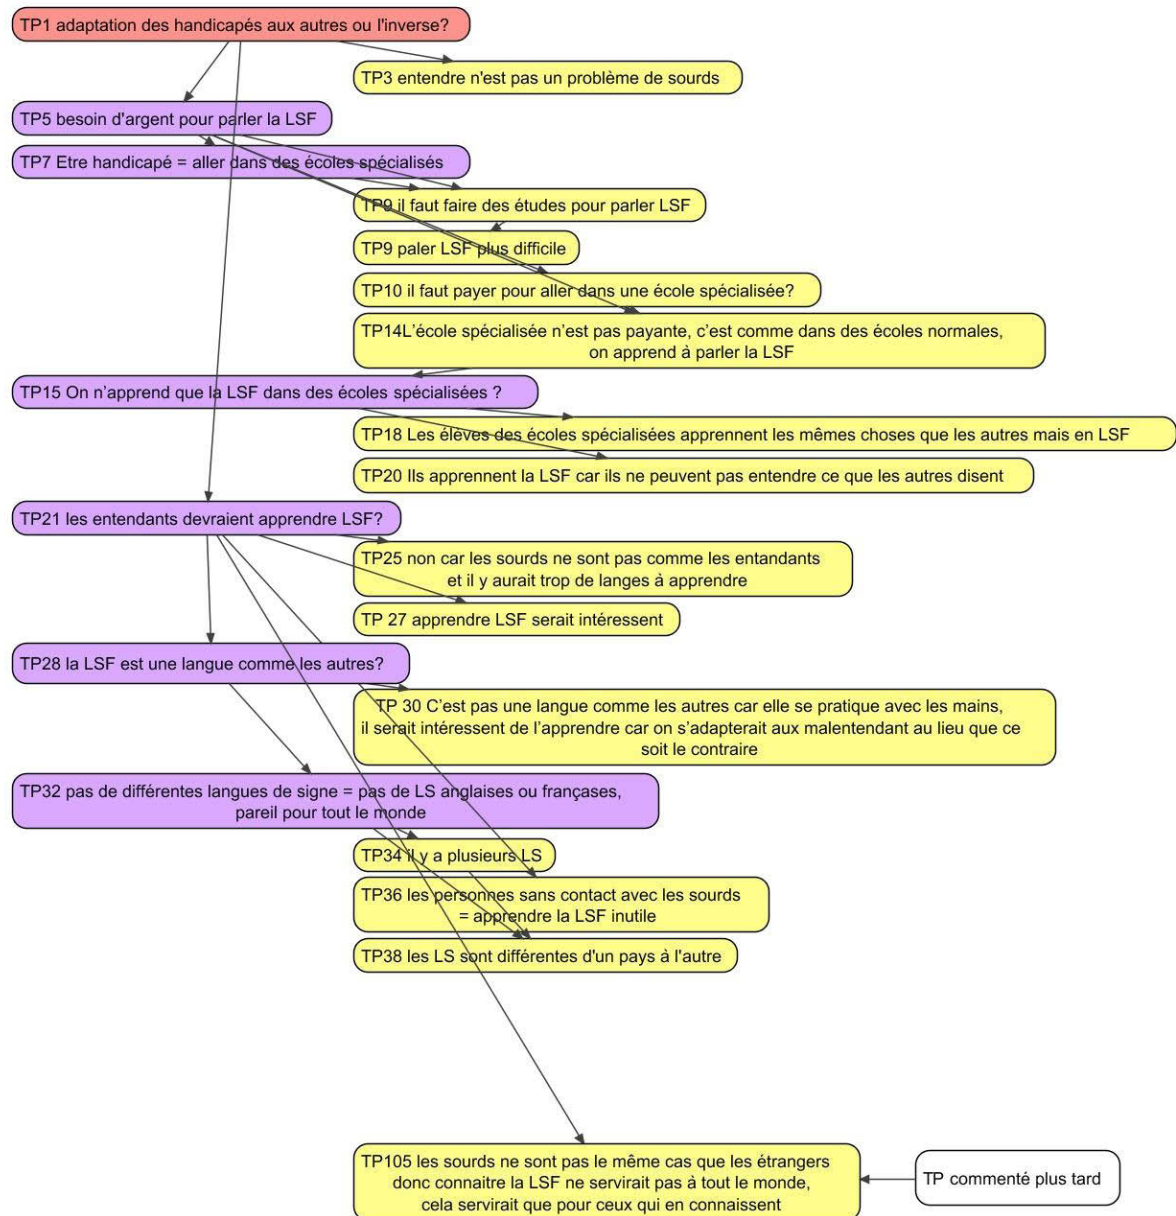 TP1 adaptation des handicapés aux autres ou l'inverse?
TP3 entendre n'est pas un problème de sourds
TP5 besoin d'argent pour parler la LSF
TP7 Etre handicapé = aller dans des écoles spécialisés
TP9 il faut faire des études pour parler LSF
TP9 paler LSF plus difficile
TP10 il faut payer pour aller dans une école spécialisée?
TP14L’école spécialisée n’est pas payante, c’est comme dans des écoles normales,
on apprend à parler la LSF
TP15 On n’apprend que la LSF dans des écoles spécialisées ?
TP18 Les élèves des écoles spécialisées apprennent les mêmes choses que les autres mais en LSF
TP20 Ils apprennent la LSF car ils ne peuvent pas entendre ce que les autres disent
TP21 les entendants devraient apprendre LSF?
TP25 non car les sourds ne sont pas comme les entandants
et il y aurait trop de langes à apprendre
TP 27 apprendre LSF serait intéressent
TP28 la LSF est une langue comme les autres?
TP 30 C’est pas une langue comme les autres car elle se pratique avec les mains,
il serait intéressent de l’apprendre car on s’adapterait aux malentendant au lieu que ce
soit le contraire
TP32 pas de différentes langues de signe = pas de LS anglaises ou françases,
pareil pour tout le monde
TP34 il y a plusieurs LS
TP36 les personnes sans contact avec les sourds
= apprendre la LSF inutile
TP38 les LS sont différentes d'un pays à l'autre
TP105 les sourds ne sont pas le même cas que les étrangers
donc connaitre la LSF ne servirait pas à tout le monde,
cela servirait que pour ceux qui en connaissent
TP commenté plus tard